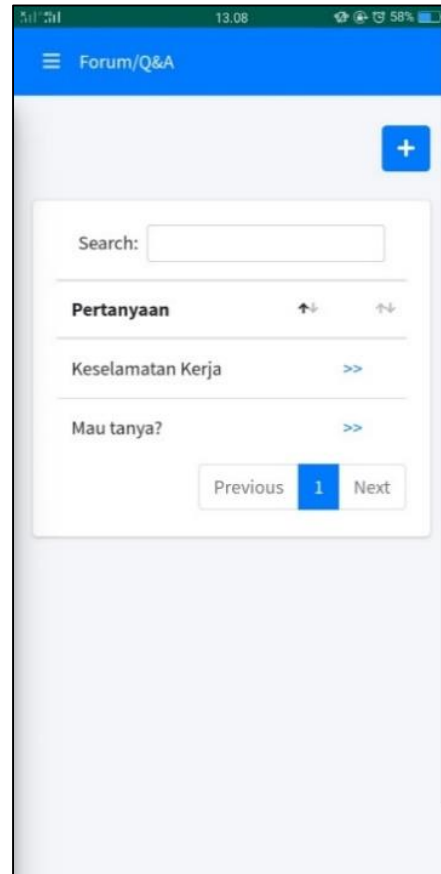 13.08 58%
Forum/Q&A
+
Search:
Pertanyaan
Keselamatan Kerja >>
Mau tanya? >>
Previous 1 Next